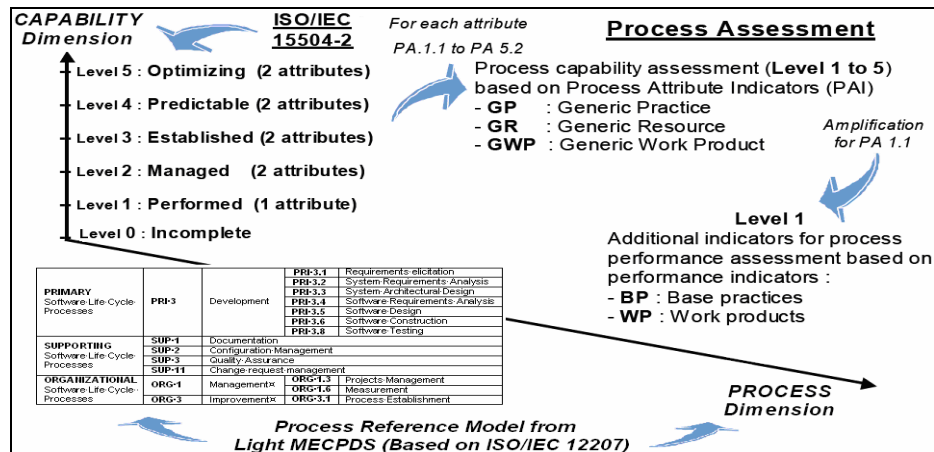 CAPABILITY
Dimension
ISO/IEC
15504-2
For each attribute
PA.1.1 to PA 5.2
Process Assessment
Level 5 : Optimizing (2 attributes)
Level 4 : Predictable (2 attributes)
Level 3 : Established (2 attributes)
Level 2 : Managed (2 attributes)
Level 1 : Performed (1 attribute)
Level 0 : Incomplete
Process capability assessment (Level 1 to 5)
based on Process Attribute Indicators (PAI)
- GP : Generic Practice
- GR : Generic Resource
- GWP : Generic Work Product
Amplification
for PA 1.1
Level 1
Additional indicators for process
performance assessment based on
performance indicators :
- BP : Base practices
- WP : Work products
PRIMARY
Software·Life·Cycle·
Processes
PRI·3
Development
PRI·3.1 Requirements·elicitation
PRI·3.2 System·Requirements·Analysis
PRI·3.3 System·Architectural·Design
PRI·3.4 Software·Requirements·Analysis
PRI·3.5 Software·Design
PRI·3.6 Software·Construction
PRI·3.8 Software·Testing
SUPPORTING
Software·Life·Cycle·
Processes
SUP·1 Documentation
SUP·2 Configuration·Management
SUP·3 Quality·Assurance
SUP·11 Change·request·management
ORGANIZATIONAL
Software·Life·Cycle··
Processes
ORG·1 Management¤ ORG·1.3 Projects·Management
ORG·1.6 Measurement
ORG·3 Improvement¤ ORG·3.1 Process·Establishment
PROCESS
Dimension
Process Reference Model from
Light MECPDS (Based on ISO/IEC 12207)